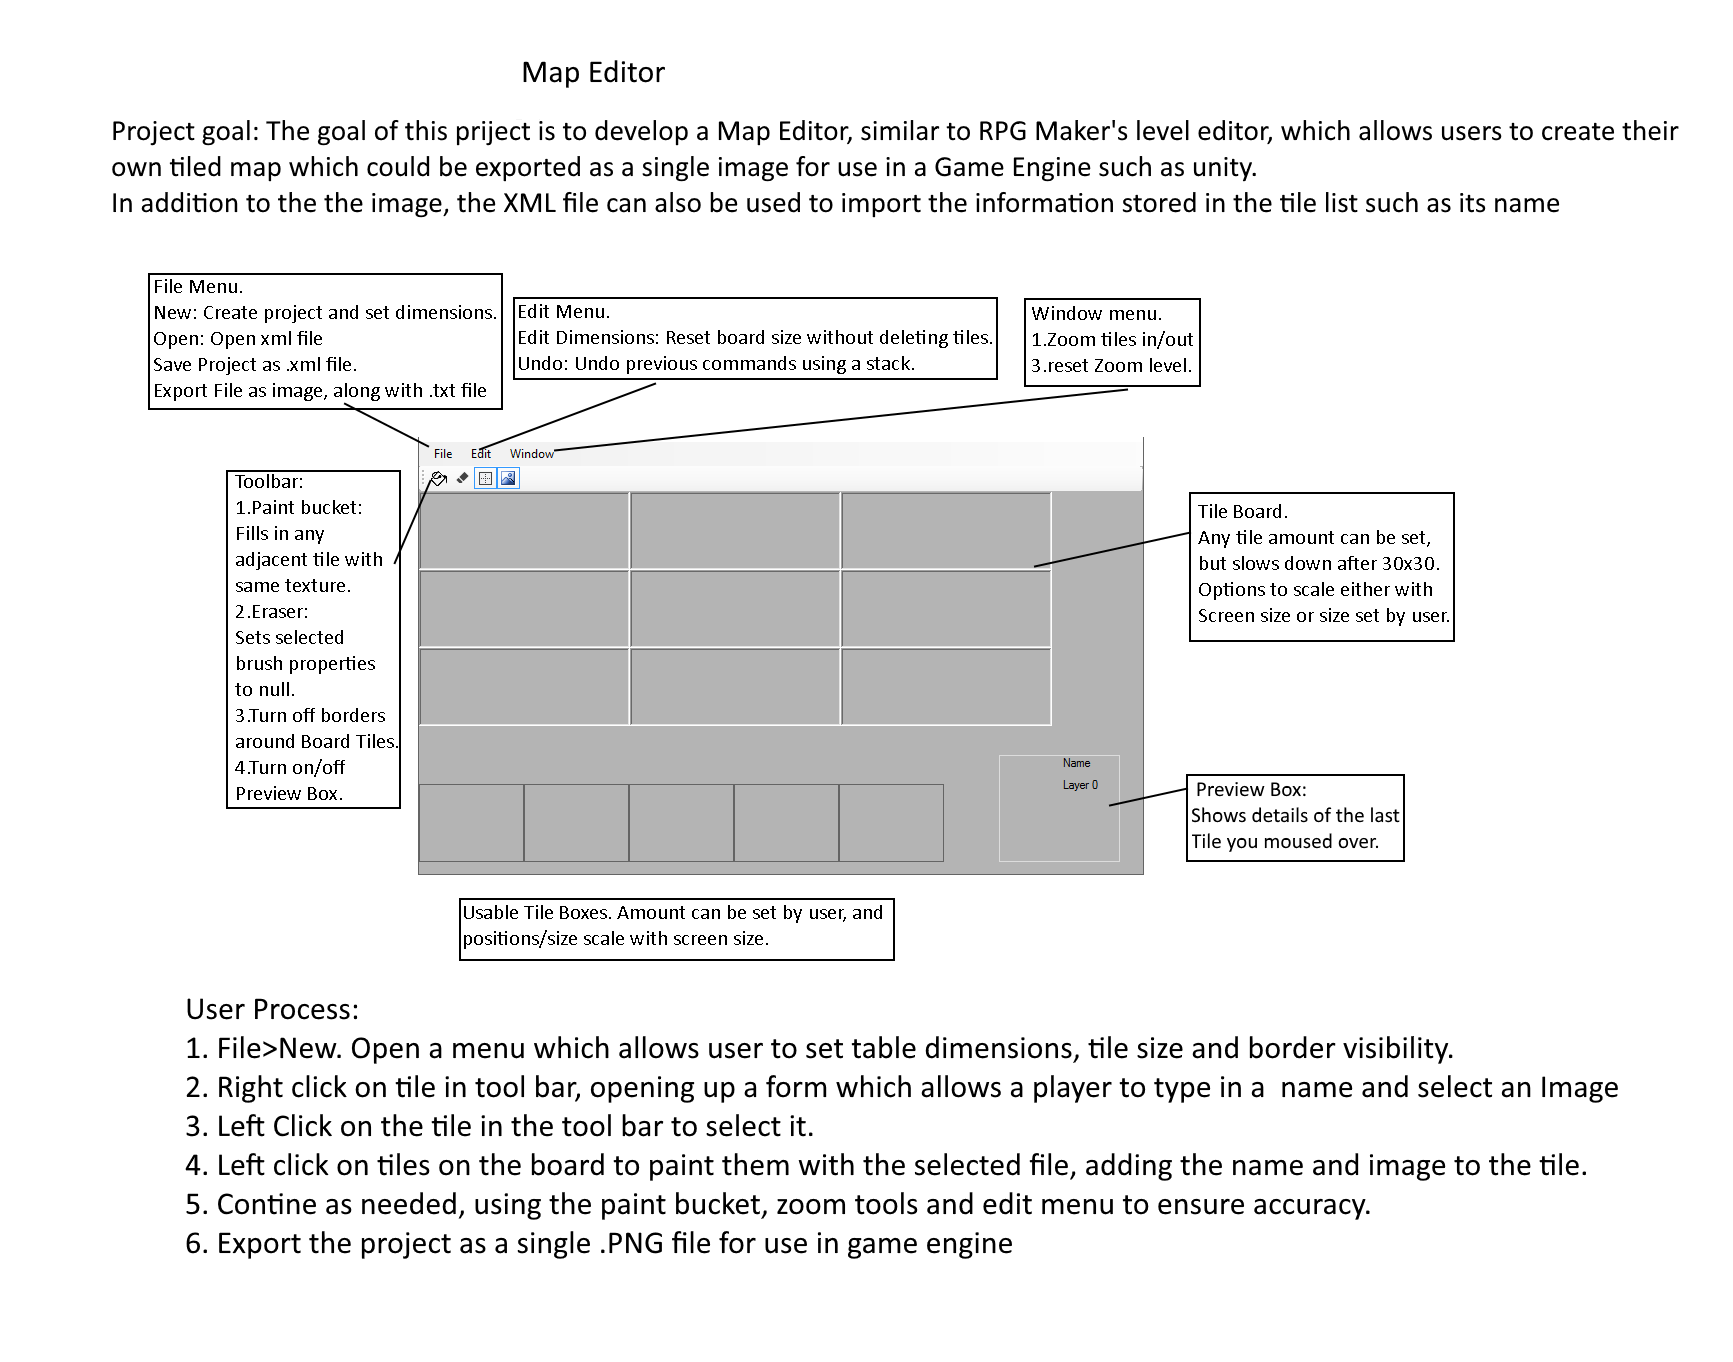 Map Editor
Project goal: The goal of this priject is to develop a Map Editor, similar to RPG Maker's level editor, which allows users to create their
own tiled map which could be exported as a single image for use in a Game Engine such as unity.
In addition to the the image, the XML file can also be used to import the information stored in the tile list such as its name
File Menu.
New: Create project and set dimensions.
Open: Open xml file
Save Project as .xml file.
Export File as image, along with .txt file
Edit Menu.
Edit Dimensions: Reset board size without deleting tiles.
Undo: Undo previous commands using a stack.
Window menu.
1.Zoom tiles in/out
3.reset Zoom level.
File Edit Window
Toolbar:
1.Paint bucket:
Fills in any
adjacent tile with
same texture.
2.Eraser:
Sets selected
brush properties
to null.
3.Turn off borders
around Board Tiles.
4.Turn on/off
Preview Box.
Tile Board.
Any tile amount can be set,
but slows down after 30x30.
Options to scale either with
Screen size or size set by user.
Name
Layer 0
Preview Box:
Shows details of the last
Tile you moused over.
Usable Tile Boxes. Amount can be set by user, and
positions/size scale with screen size.
User Process:
1. File>New. Open a menu which allows user to set table dimensions, tile size and border visibility.
2. Right click on tile in tool bar, opening up a form which allows a player to type in a  name and select an Image
3. Left Click on the tile in the tool bar to select it.
4. Left click on tiles on the board to paint them with the selected file, adding the name and image to the tile.
5. Contine as needed, using the paint bucket, zoom tools and edit menu to ensure accuracy.
6. Export the project as a single .PNG file for use in game engine